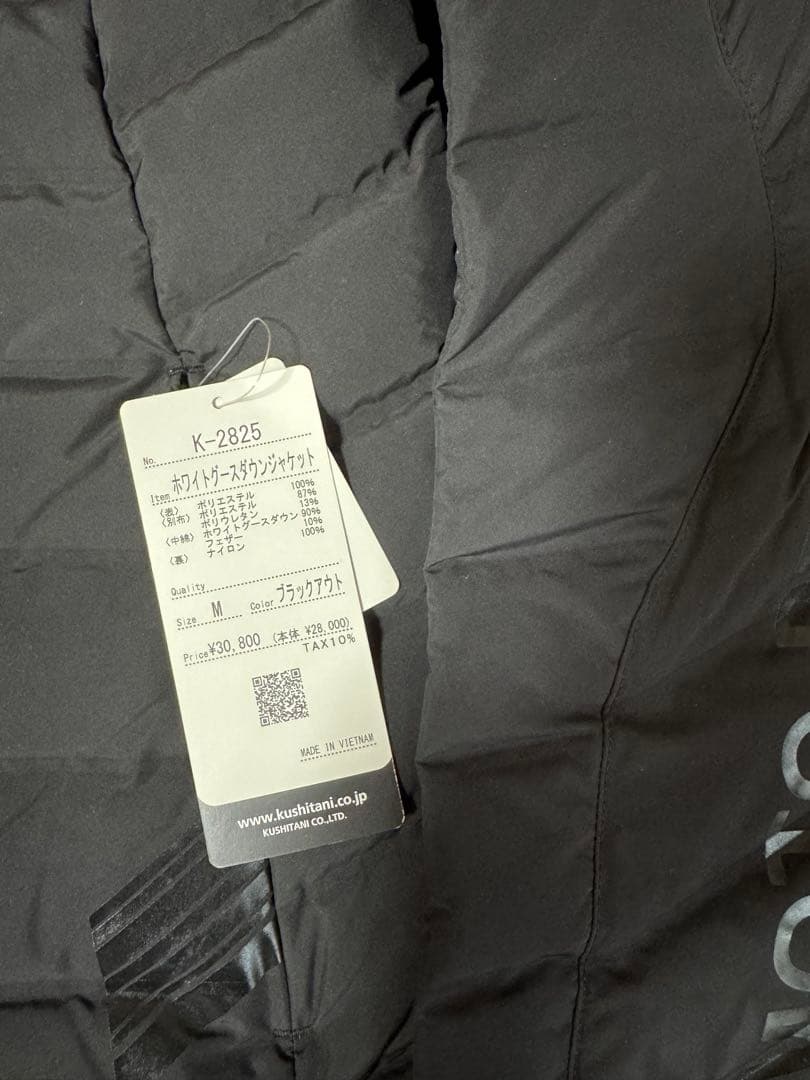 No. K-2825
Item ホワイトグースダウンジャケット
〈表〉 ポリエステル 100%
〈別布〉 ポリエステル 87%
ポリウレタン 13%
〈中綿〉 ホワイトグースダウン 90%
フェザー 10%
〈裏〉 ナイロン 100%
Quality
Size M Color ブラックアウト
Price ¥30,800 (本体 ¥28,000)
TAX10%
MADE IN VIETNAM
www.kushitani.co.jp
KUSHITANI CO.,LTD.